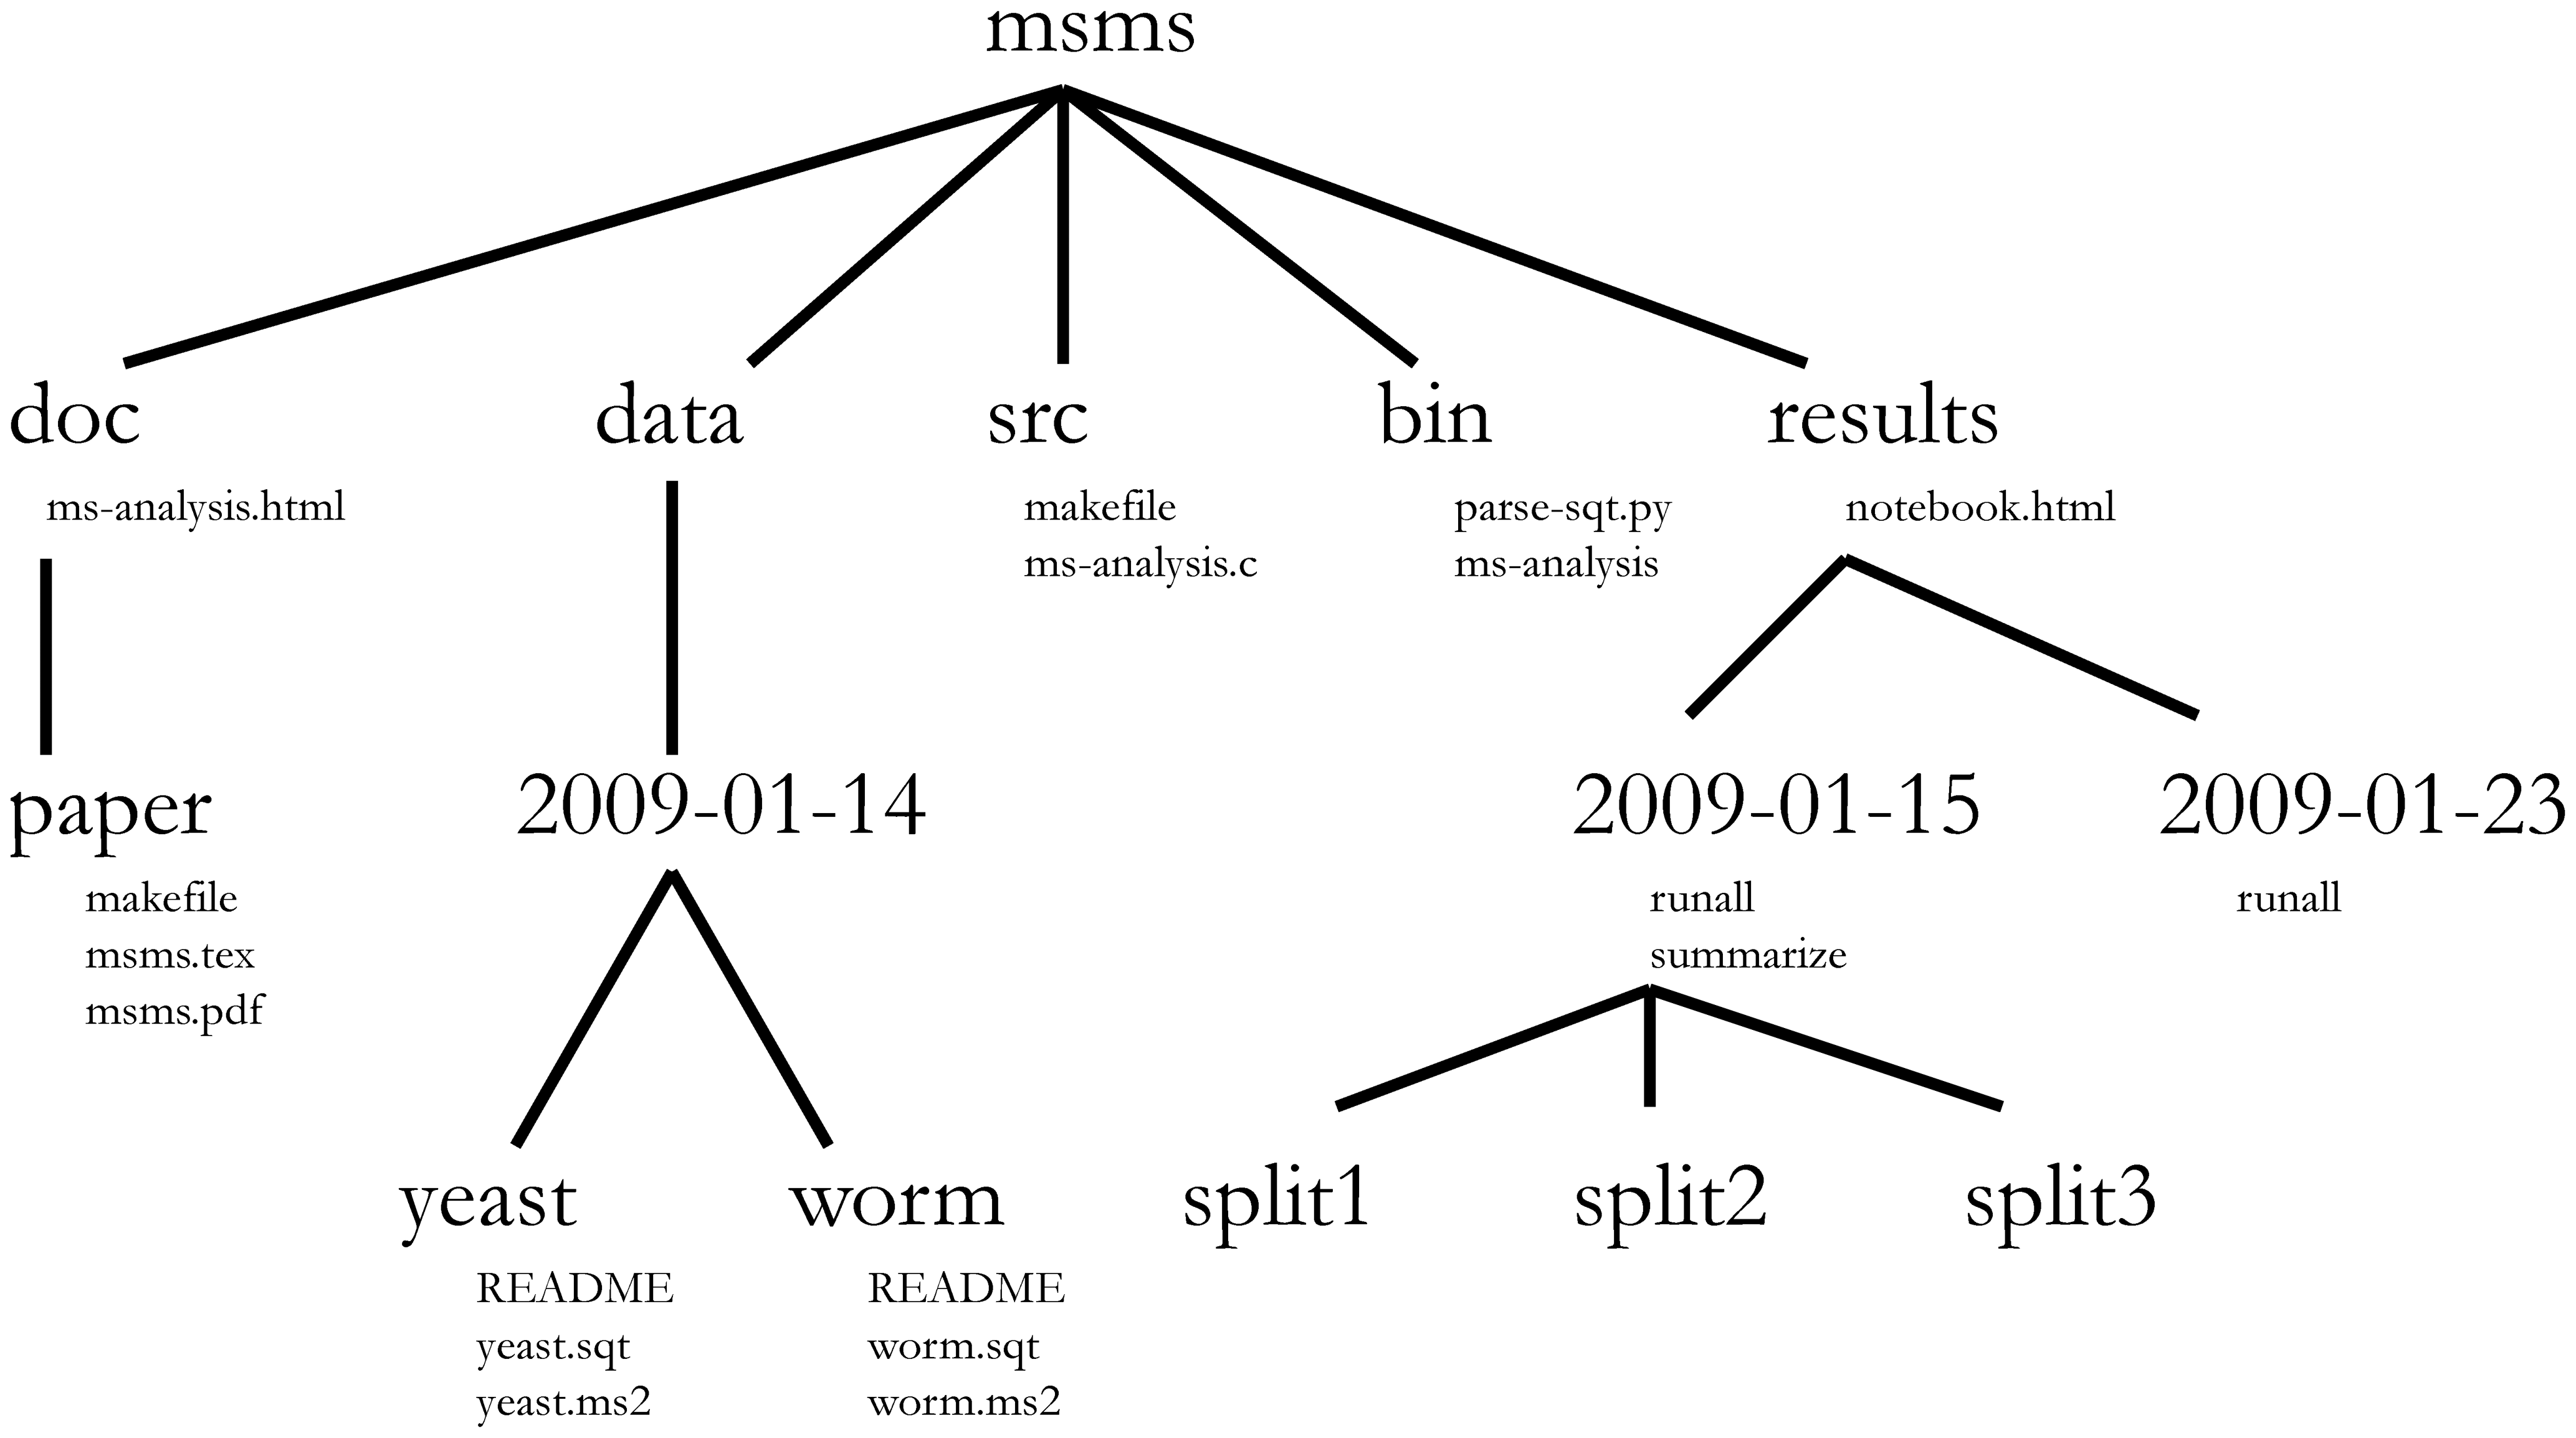 msms
doc
data
src
bin
results
ms-analysis.html
makefile
ms-analysis.c
parse-sqt.py
ms-analysis
notebook.html
paper
2009-01-14
2009-01-15
2009-01-23
makefile
msms.tex
msms.pdf
runall
summarize
runall
yeast
worm
split1
split2
split3
README
yeast.sqt
yeast.ms2
README
worm.sqt
worm.ms2